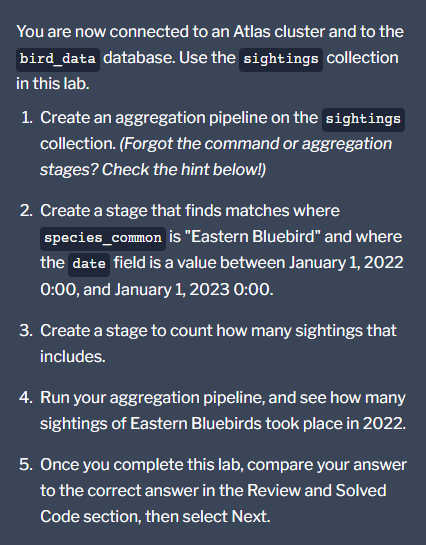 You are now connected to an Atlas cluster and to the
bird_data database. Use the sightings collection
in this lab.
1. Create an aggregation pipeline on the sightings
collection. (Forgot the command or aggregation
stages? Check the hint below!)
2. Create a stage that finds matches where
species_common is "Eastern Bluebird" and where
the date field is a value between January 1, 2022
0:00, and January 1, 2023 0:00.
3. Create a stage to count how many sightings that
includes.
4. Run your aggregation pipeline, and see how many
sightings of Eastern Bluebirds took place in 2022.
5. Once you complete this lab, compare your answer
to the correct answer in the Review and Solved
Code section, then select Next.